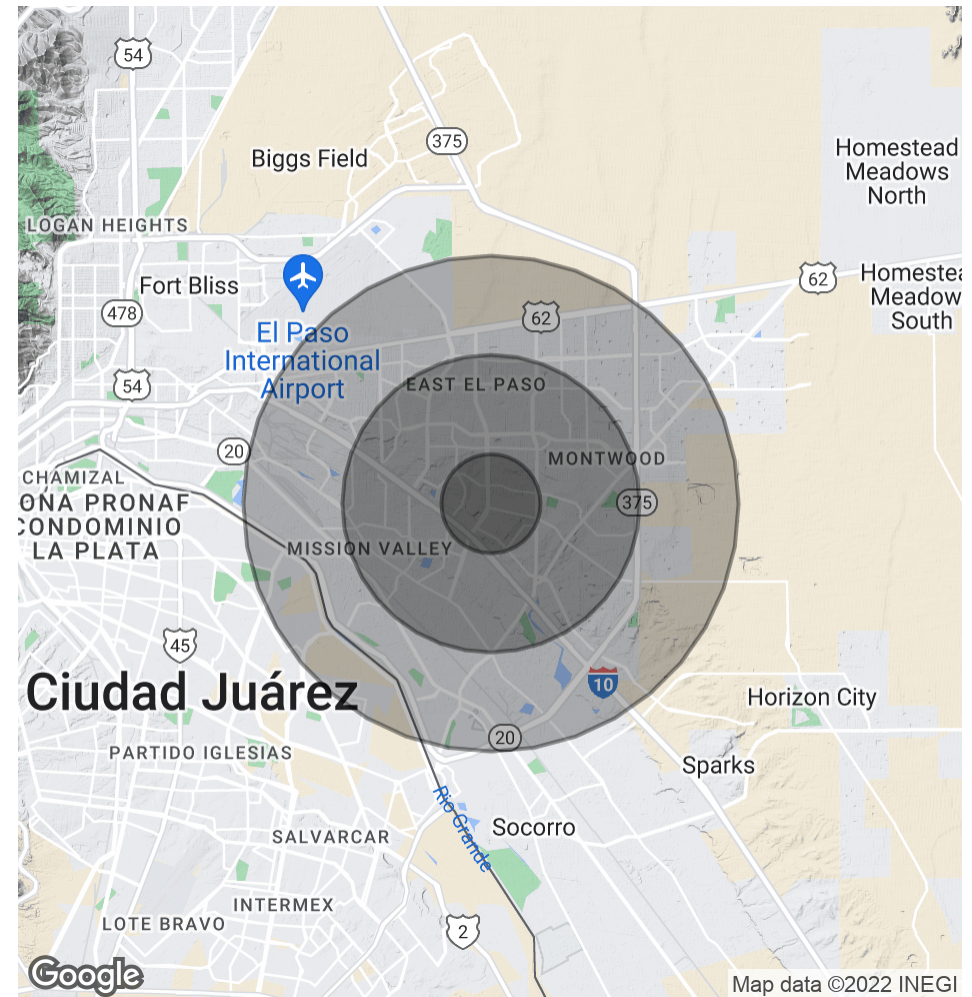 54
375
Biggs Field
Homestead
Meadows
North
LOGAN HEIGHTS
Fort Bliss
62
Homestea
Meadow
South
478
62
El Paso
International
Airport
54
EAST EL PASO
20
MONTWOOD
CHAMIZAL
ONA PRONAF
CONDOMINIO
LA PLATA
375
MISSION VALLEY
45
10
Ciudad Juárez
Horizon City
20
PARTIDO IGLESIAS
Sparks
Rio Grande
Socorro
SALVARCAR
INTERMEX
LOTE BRAVO
2
Google
Map data ©2022 INEGI